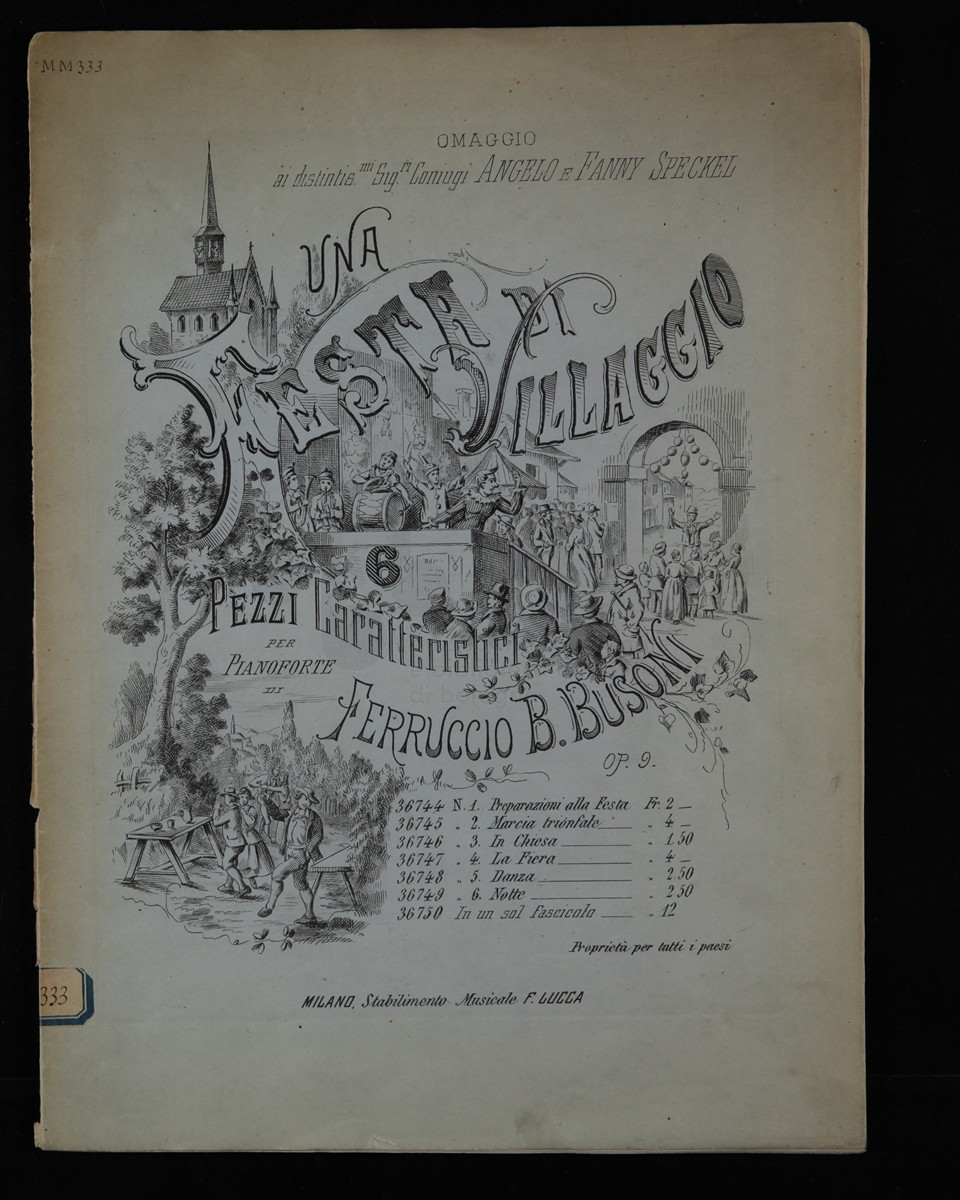 MM333
OMAGGIO
ai distintis.mi Sig.ri Coniugi ANGELO E FANNY SPECKEL
UNA
FESTA DI
VILLAGGIO
6
PEZZI Caratteristici
PER
PIANOFORTE
DI
FERRUCCIO B. BUSONI
OP. 9.
36744 N. 1. Preparazioni alla Festa Fr. 2 —
36745 „ 2. Marcia trionfale „ 4 —
36746 „ 3. In Chiesa „ 1.50
36747 „ 4. La Fiera „ 4 —
36748 „ 5. Danza „ 2.50
36749 „ 6. Notte „ 2.50
36750 In un sol fascicolo „ 12
Proprietà per tutti i paesi
333
MILANO, Stabilimento Musicale F. LUCCA